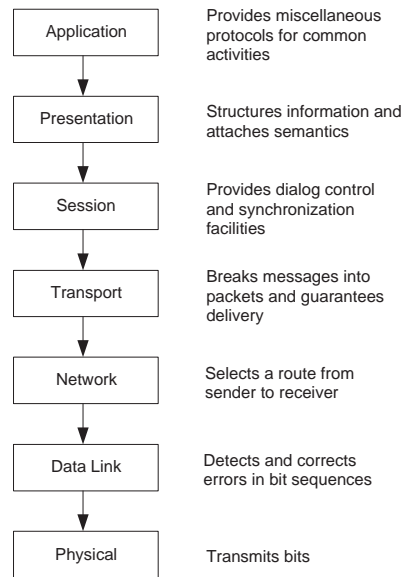 Application
Provides miscellaneous
protocols for common
activities
Presentation
Structures information and
attaches semantics
Session
Provides dialog control
and synchronization
facilities
Transport
Breaks messages into
packets and guarantees
delivery
Network
Selects a route from
sender to receiver
Data Link
Detects and corrects
errors in bit sequences
Physical
Transmits bits